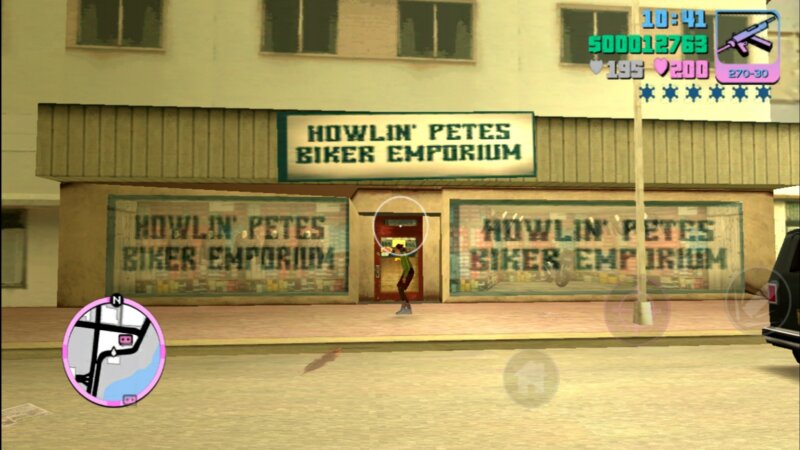 10:41
$00012763
195 200
270-30
HOWLIN' PETES
BIKER EMPORIUM
HOWLIN' PETES
BIKER EMPORIUM
HOWLIN' PETES
BIKER EMPORIUM
N